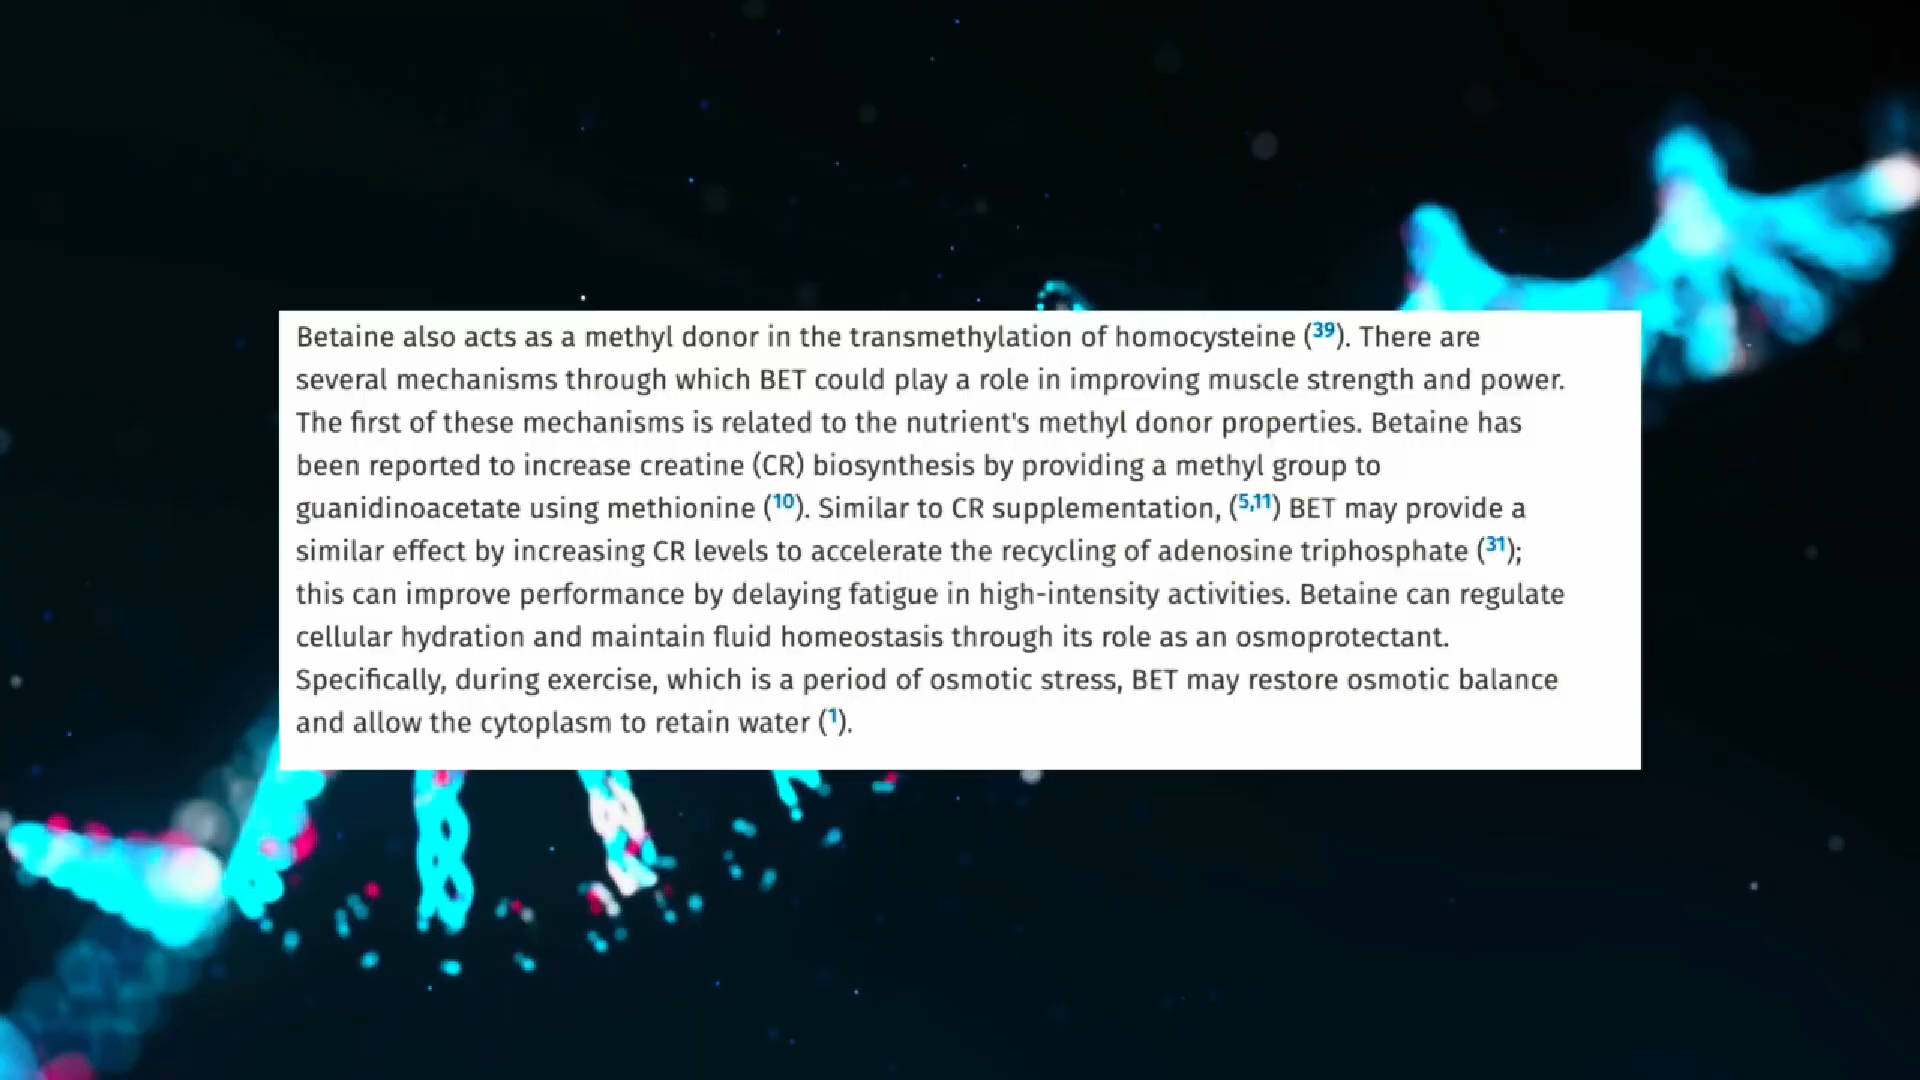 Betaine also acts as a methyl donor in the transmethylation of homocysteine (39). There are
several mechanisms through which BET could play a role in improving muscle strength and power.
The first of these mechanisms is related to the nutrient's methyl donor properties. Betaine has
been reported to increase creatine (CR) biosynthesis by providing a methyl group to
guanidinoacetate using methionine (10). Similar to CR supplementation, (5,11) BET may provide a
similar effect by increasing CR levels to accelerate the recycling of adenosine triphosphate (31);
this can improve performance by delaying fatigue in high-intensity activities. Betaine can regulate
cellular hydration and maintain fluid homeostasis through its role as an osmoprotectant.
Specifically, during exercise, which is a period of osmotic stress, BET may restore osmotic balance
and allow the cytoplasm to retain water (1).